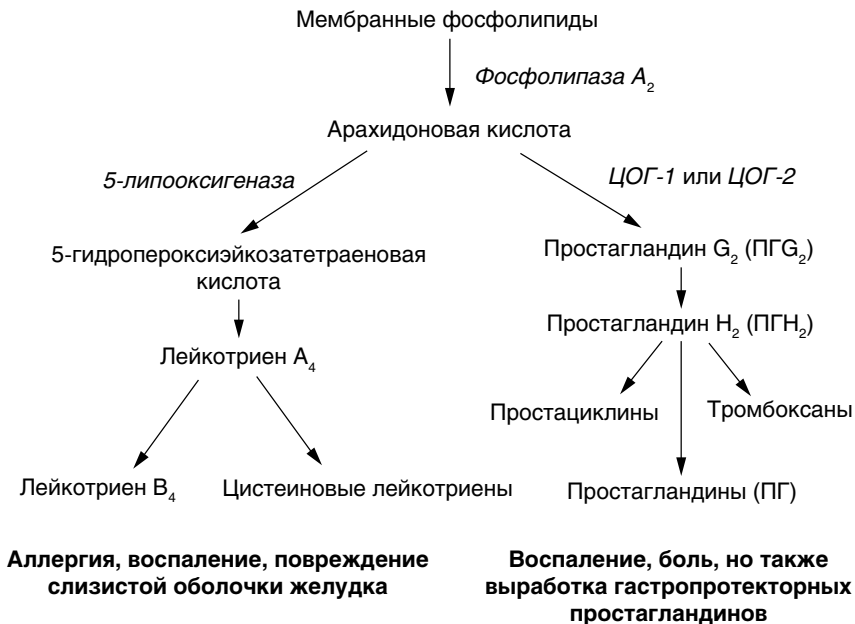 Мембранные фосфолипиды
Фосфолипаза A₂
Арахидоновая кислота
5-липооксигеназа
ЦОГ-1 или ЦОГ-2
5-гидропероксиэйкозатетраеновая
кислота
Простагландин G₂ (ПГG₂)
Простагландин H₂ (ПГH₂)
Лейкотриен A₄
Простациклины
Тромбоксаны
Лейкотриен B₄
Цистеиновые лейкотриены
Простагландины (ПГ)
Аллергия, воспаление, повреждение
слизистой оболочки желудка
Воспаление, боль, но также
выработка гастропротекторных
простагландинов